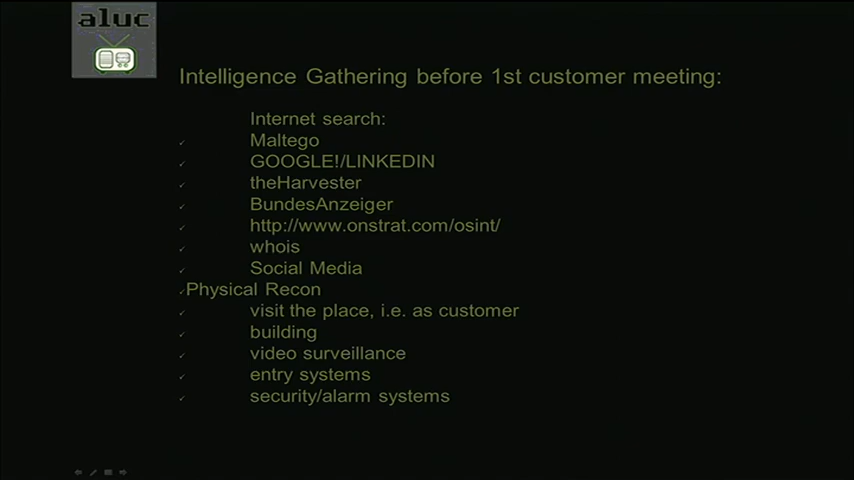 aluc
Intelligence Gathering before 1st customer meeting:
Internet search:
Maltego
GOOGLE!/LINKEDIN
theHarvester
BundesAnzeiger
http://www.onstrat.com/osint/
whois
Social Media
Physical Recon
visit the place, i.e. as customer
building
video surveillance
entry systems
security/alarm systems